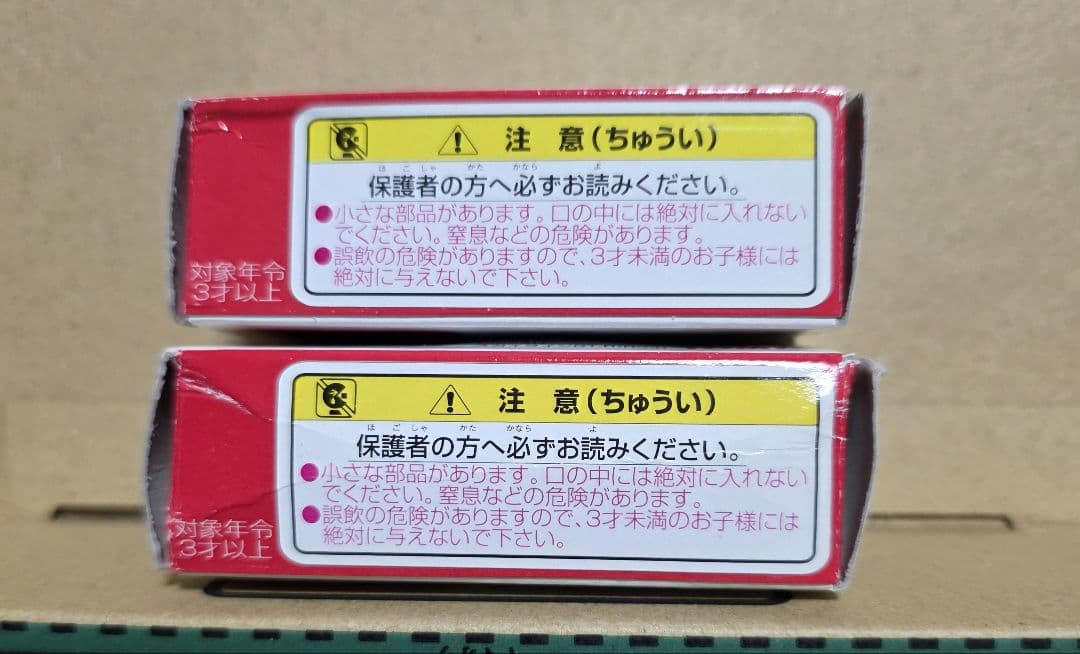 注 意(ちゅうい)
ほ ご しゃ かた かなら よ
保護者の方へ必ずお読みください。
●小さな部品があります。口の中には絶対に入れない
でください。窒息などの危険があります。
●誤飲の危険がありますので、3才未満のお子様には
絶対に与えないで下さい。
対象年令
3才以上
注 意(ちゅうい)
ほ ご しゃ かた かなら よ
保護者の方へ必ずお読みください。
●小さな部品があります。口の中には絶対に入れない
でください。窒息などの危険があります。
●誤飲の危険がありますので、3才未満のお子様には
絶対に与えないで下さい。
対象年令
3才以上